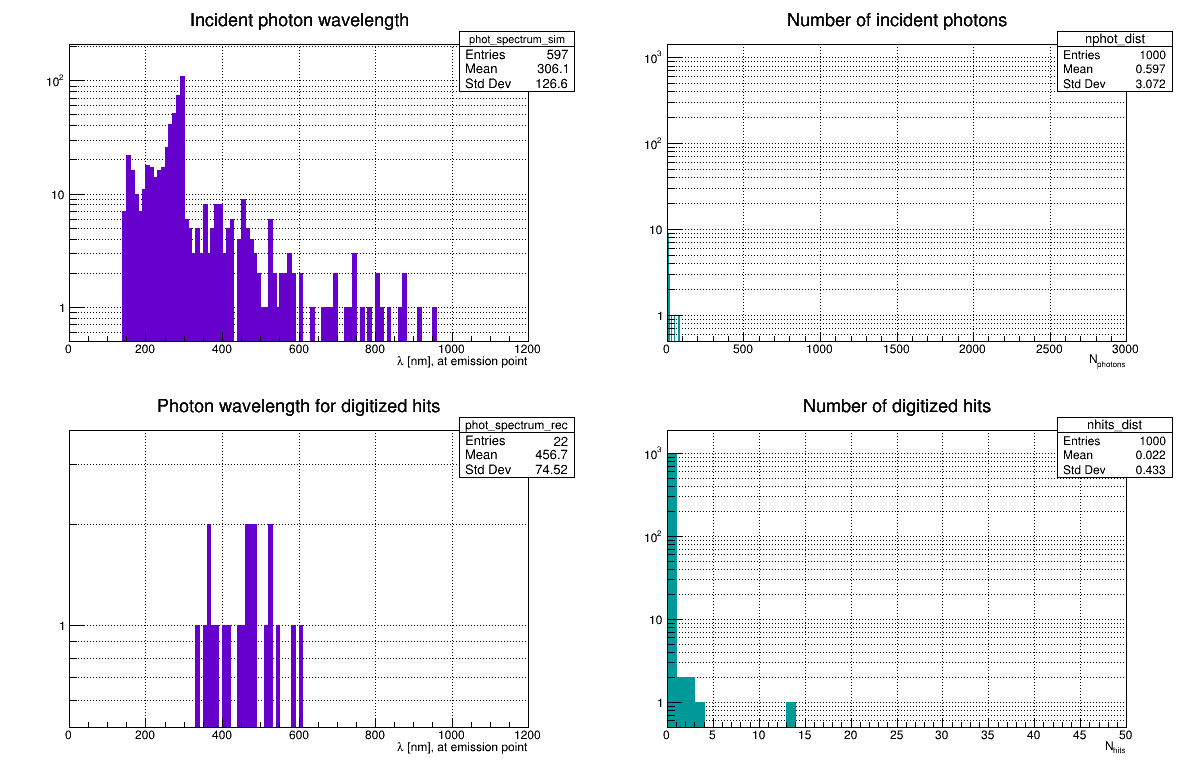 Incident photon wavelength
phot_spectrum_sim
Entries 597
Mean 306.1
Std Dev 126.6
10²
10
1
0 200 400 600 800 1000 1200
λ [nm], at emission point
Number of incident photons
nphot_dist
Entries 1000
Mean 0.597
Std Dev 3.072
10³
10²
10
1
0 500 1000 1500 2000 2500 3000
Nphotons
Photon wavelength for digitized hits
phot_spectrum_rec
Entries 22
Mean 456.7
Std Dev 74.52
1
0 200 400 600 800 1000 1200
λ [nm], at emission point
Number of digitized hits
nhits_dist
Entries 1000
Mean 0.022
Std Dev 0.433
10³
10²
10
1
0 5 10 15 20 25 30 35 40 45 50
Nhits